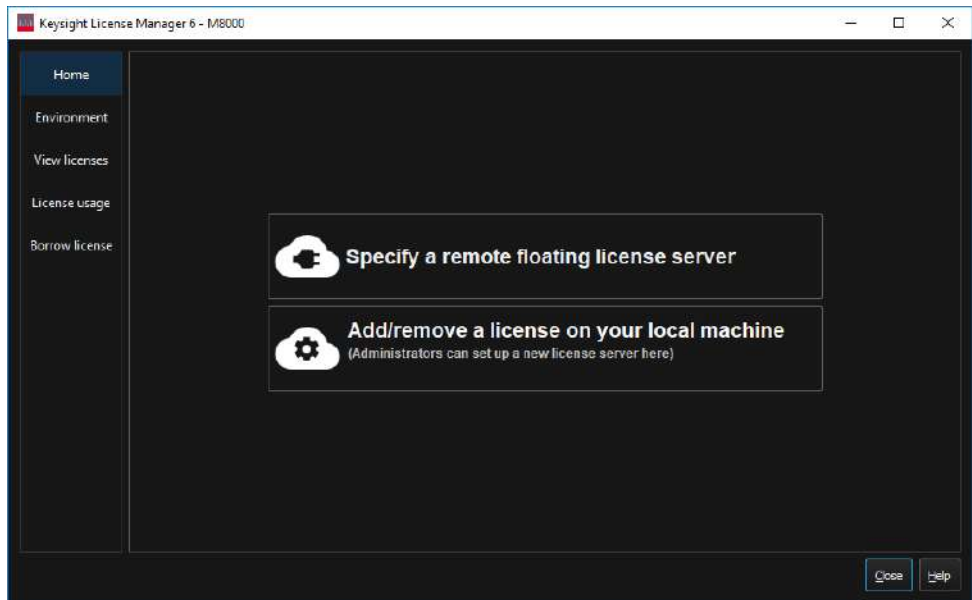 Keysight License Manager 6 - M8000
Home
Environment
View licenses
License usage
Borrow license
Specify a remote floating license server
Add/remove a license on your local machine
(Administrators can set up a new license server here)
Close
Help